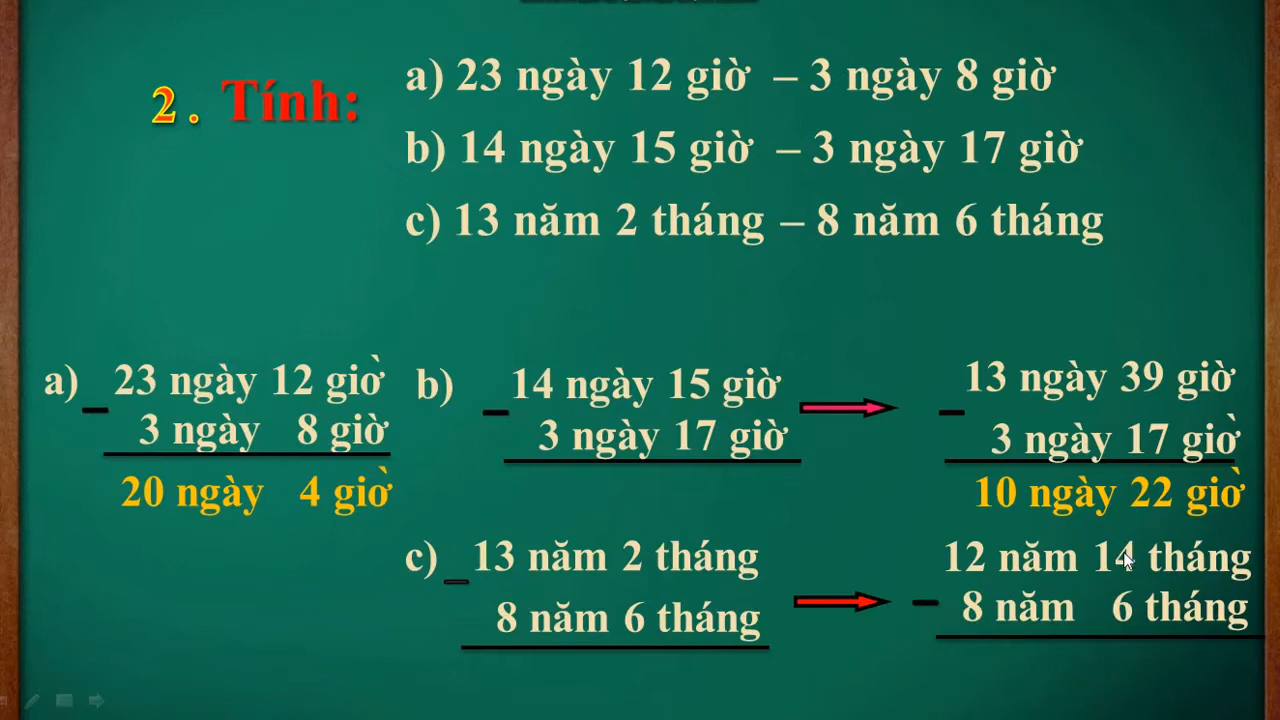 2 . Tính:
a) 23 ngày 12 giờ – 3 ngày 8 giờ
b) 14 ngày 15 giờ – 3 ngày 17 giờ
c) 13 năm 2 tháng – 8 năm 6 tháng
a) 23 ngày 12 giờ
– 3 ngày 8 giờ
20 ngày 4 giờ
b) 14 ngày 15 giờ
– 3 ngày 17 giờ
13 ngày 39 giờ
– 3 ngày 17 giờ
10 ngày 22 giờ
c) 13 năm 2 tháng
– 8 năm 6 tháng
12 năm 14 tháng
– 8 năm 6 tháng